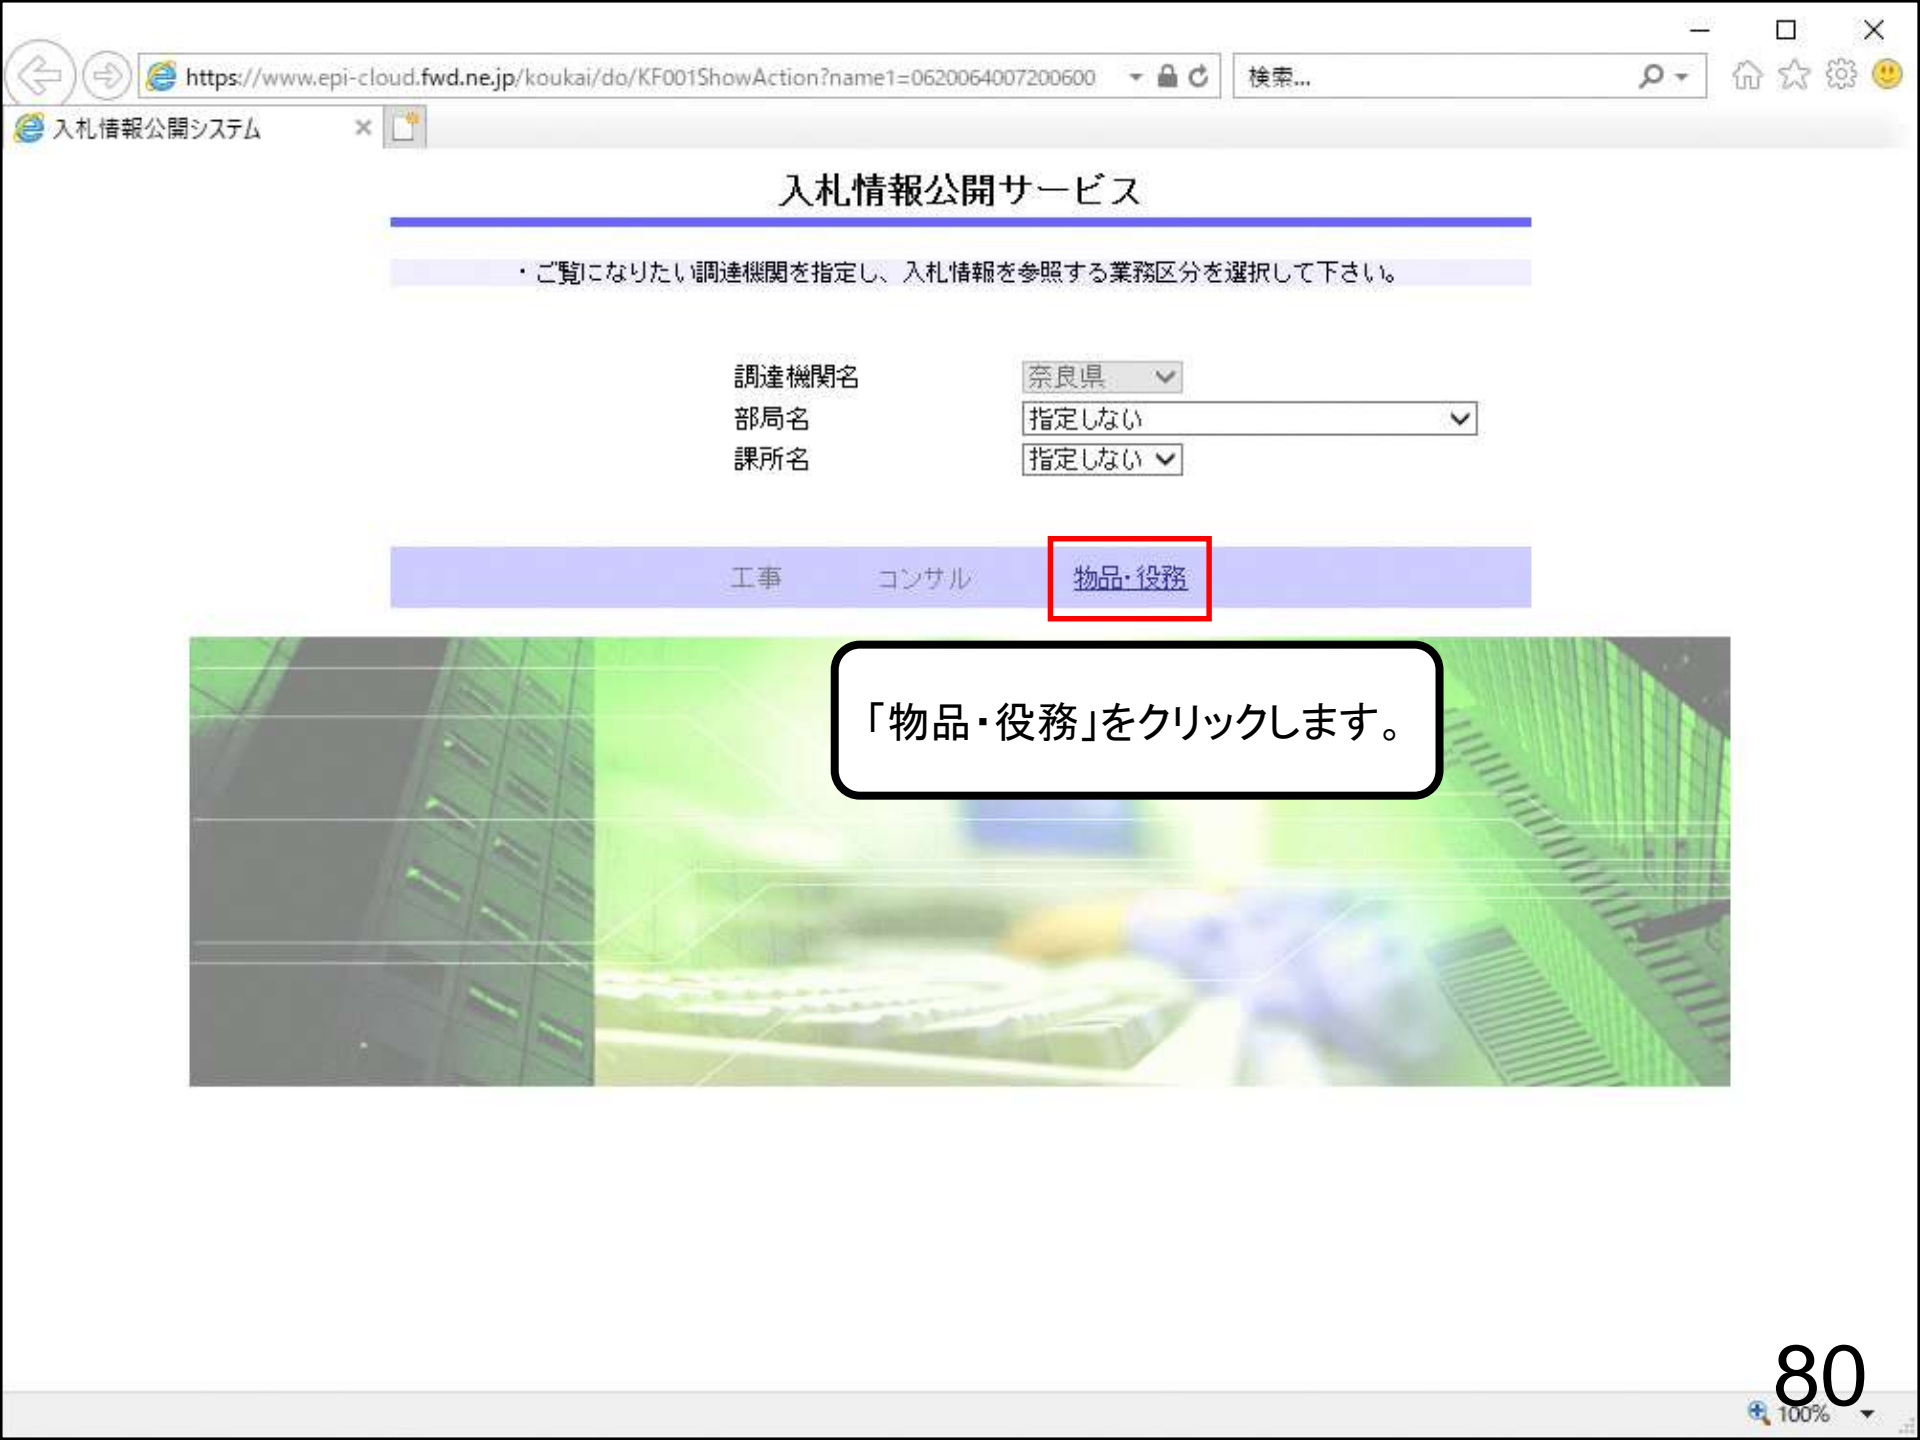 https://www.epi-cloud.fwd.ne.jp/koukai/do/KF001ShowAction?name1=0620064007200600
検索...
入札情報公開システム
入札情報公開サービス
・ご覧になりたい調達機関を指定し、入札情報を参照する業務区分を選択して下さい。
調達機関名 奈良県
部局名 指定しない
課所名 指定しない
工事 コンサル 物品・役務
「物品・役務」をクリックします。
80
100%